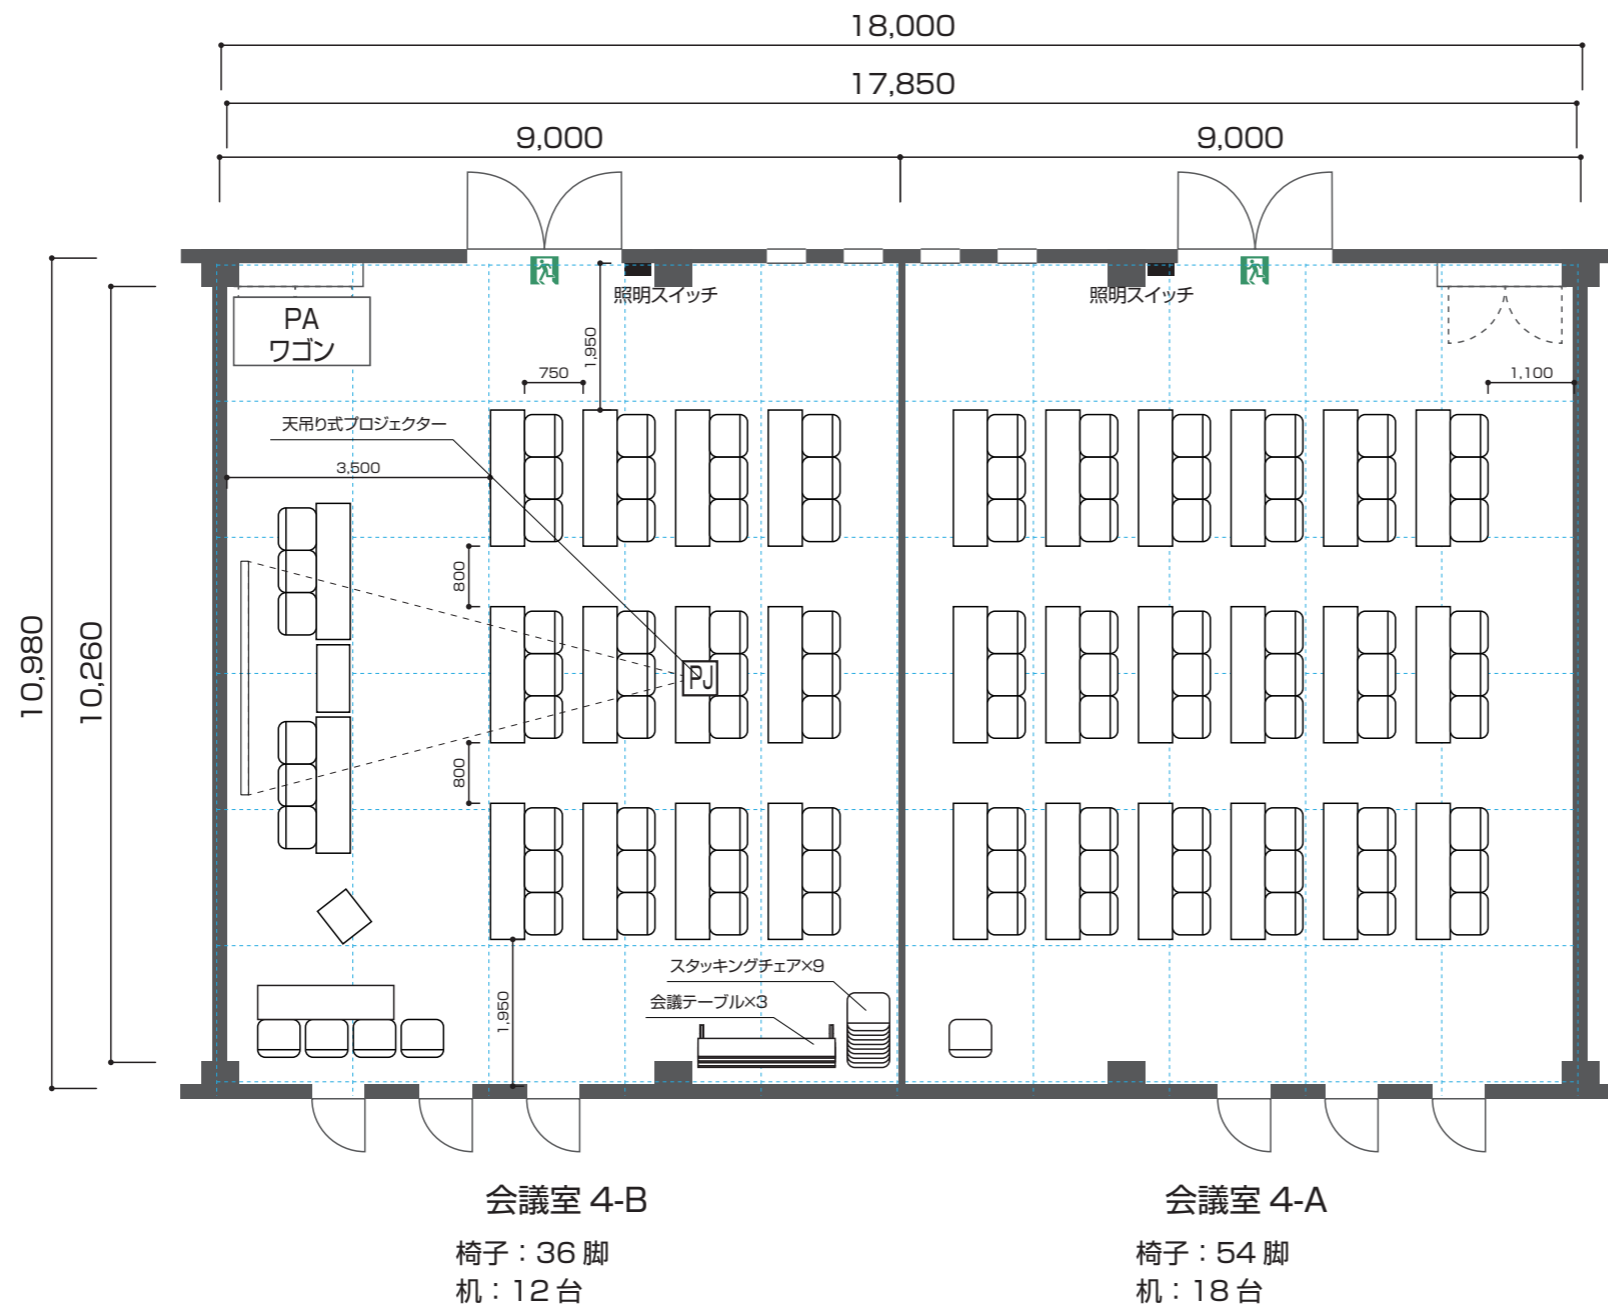 18,000
17,850
9,000
9,000
照明スイッチ
照明スイッチ
PA
ワゴン
1,950
750
1,100
天吊り式プロジェクター
3,500
800
10,980
10,260
PJ
800
スタッキングチェア×9
会議テーブル×3
1,950
会議室 4-B
椅子：36 脚
机：12 台
会議室 4-A
椅子：54 脚
机：18 台